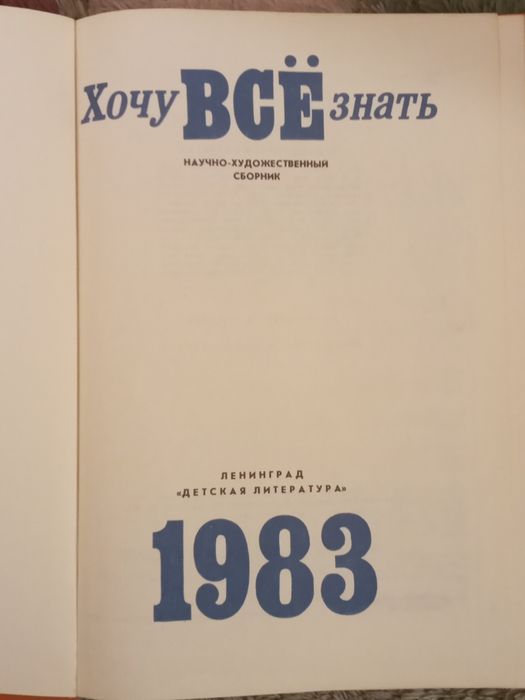 Хочу ВСЁ знать
НАУЧНО-ХУДОЖЕСТВЕННЫЙ
СБОРНИК
ЛЕНИНГРАД
«ДЕТСКАЯ ЛИТЕРАТУРА»
1983